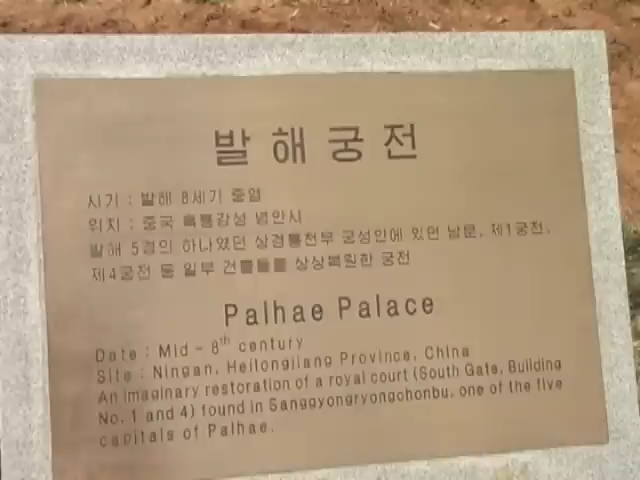 발해궁전
시기 : 발해 8세기 중엽
위치 : 중국 흑룡강성 녕안시
발해 5경의 하나였던 상경룡천부 궁성안에 있던 남문, 제1궁전,
제4궁전 등 일부 건물들을 상상복원한 궁전
Palhae Palace
Date : Mid - 8th century
Site : Ningan, Heilongjiang Province, China
An imaginary restoration of a royal court (South Gate, Building
No. 1 and 4) found in Sanggyongryongchonbu, one of the five
capitals of Palhae.